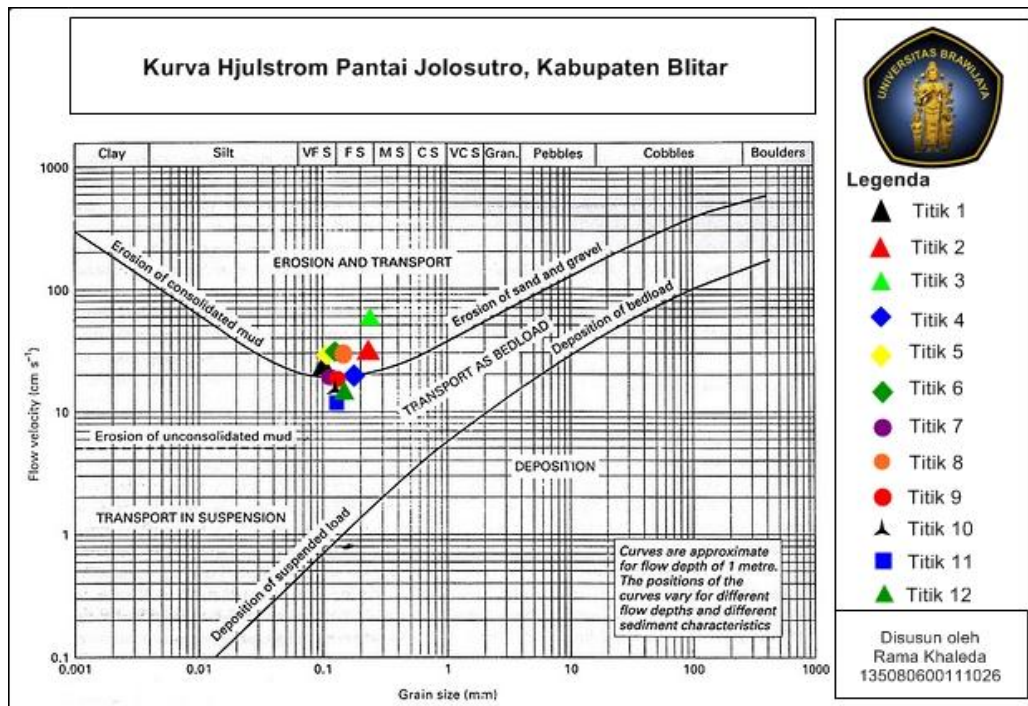 Kurva Hjulstrom Pantai Jolosutro, Kabupaten Blitar
UNIVERSITAS BRAWIJAYA
Clay Silt VF S F S M S C S VC S Gran. Pebbles Cobbles Boulders
1000
100
10
1
0.1
Flow velocity (cm s⁻¹)
EROSION AND TRANSPORT
Erosion of consolidated mud
Erosion of sand and gravel
Deposition of bedload
TRANSPORT AS BEDLOAD
Erosion of unconsolidated mud
DEPOSITION
TRANSPORT IN SUSPENSION
Deposition of suspended load
Curves are approximate
for flow depth of 1 metre.
The positions of the
curves vary for different
flow depths and different
sediment characteristics
0.001 0.01 0.1 1 10 100 1000
Grain size (mm)
Legenda
Titik 1
Titik 2
Titik 3
Titik 4
Titik 5
Titik 6
Titik 7
Titik 8
Titik 9
Titik 10
Titik 11
Titik 12
Disusun oleh
Rama Khaleda
135080600111026